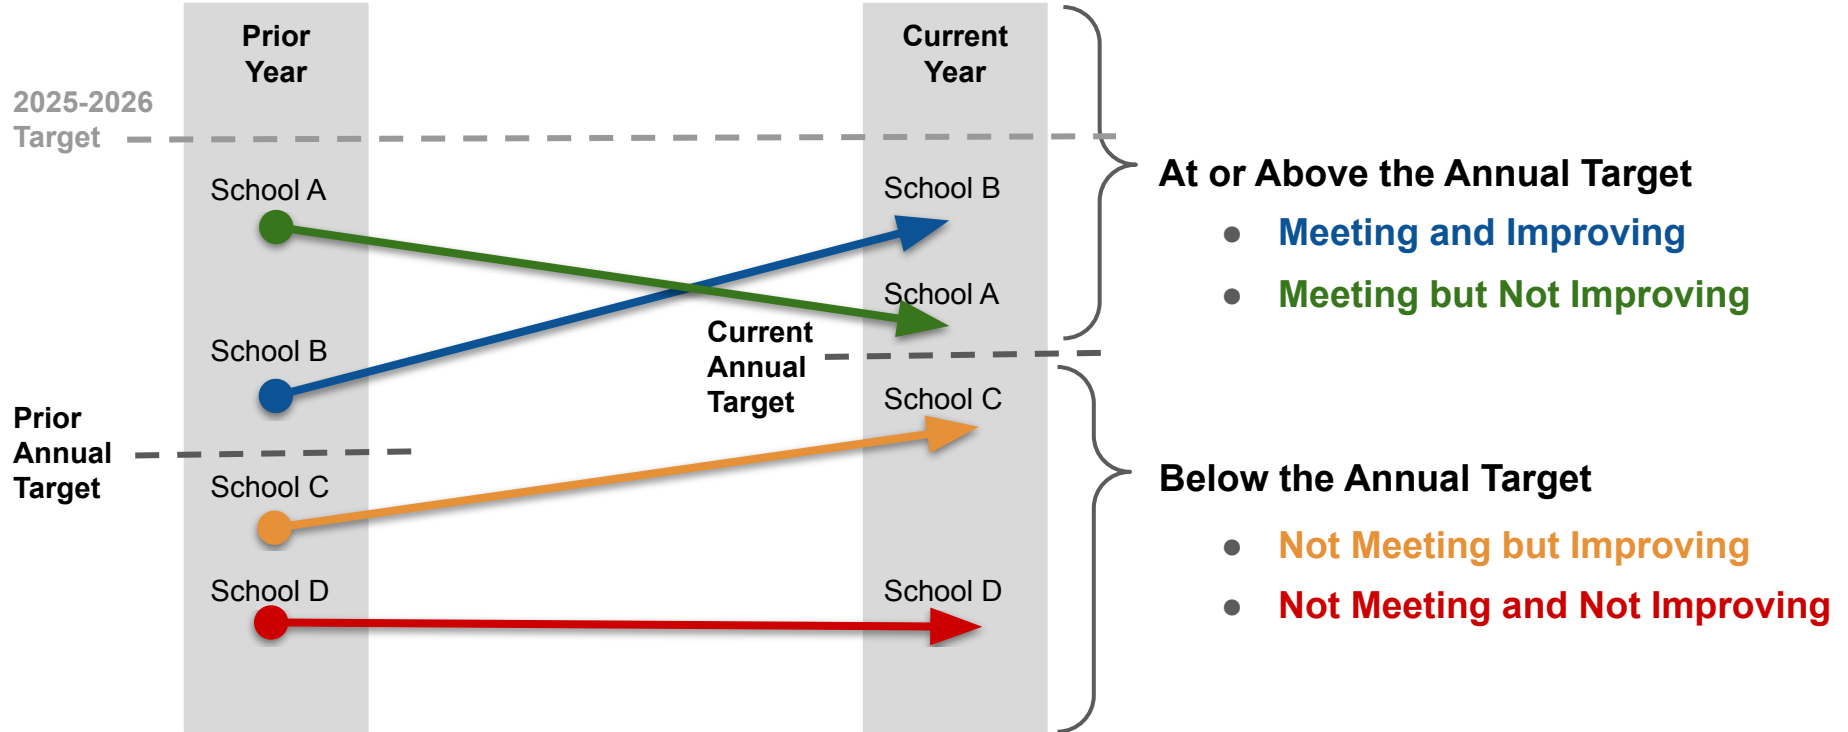 Prior
Year
Current
Year
2025-2026
Target
School A
School B
School A
School B
Current
Annual
Target
School C
Prior
Annual
Target
School C
School D
School D
At or Above the Annual Target
● Meeting and Improving
● Meeting but Not Improving
Below the Annual Target
● Not Meeting but Improving
● Not Meeting and Not Improving